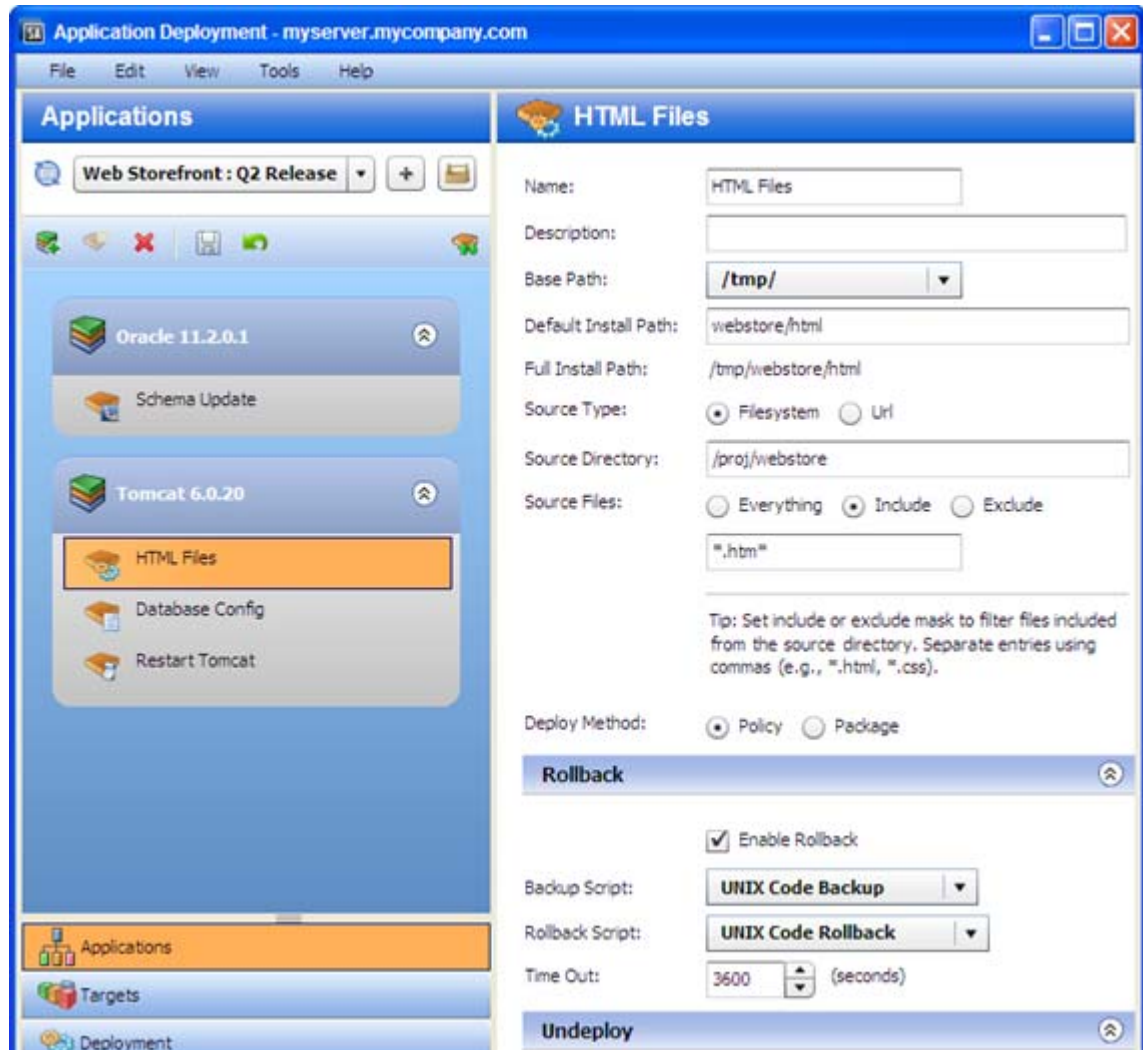 Application Deployment - myserver.mycompany.com
File Edit View Tools Help
Applications
Web Storefront : Q2 Release
+
Oracle 11.2.0.1
Schema Update
Tomcat 6.0.20
HTML Files
Database Config
Restart Tomcat
Applications
Targets
Deployment
HTML Files
Name: HTML Files
Description:
Base Path: /tmp/
Default Install Path: webstore/html
Full Install Path: /tmp/webstore/html
Source Type: Filesystem Url
Source Directory: /proj/webstore
Source Files: Everything Include Exclude
*.htm*
Tip: Set include or exclude mask to filter files included
from the source directory. Separate entries using
commas (e.g., *.html, *.css).
Deploy Method: Policy Package
Rollback
Enable Rollback
Backup Script: UNIX Code Backup
Rollback Script: UNIX Code Rollback
Time Out: 3600 (seconds)
Undeploy